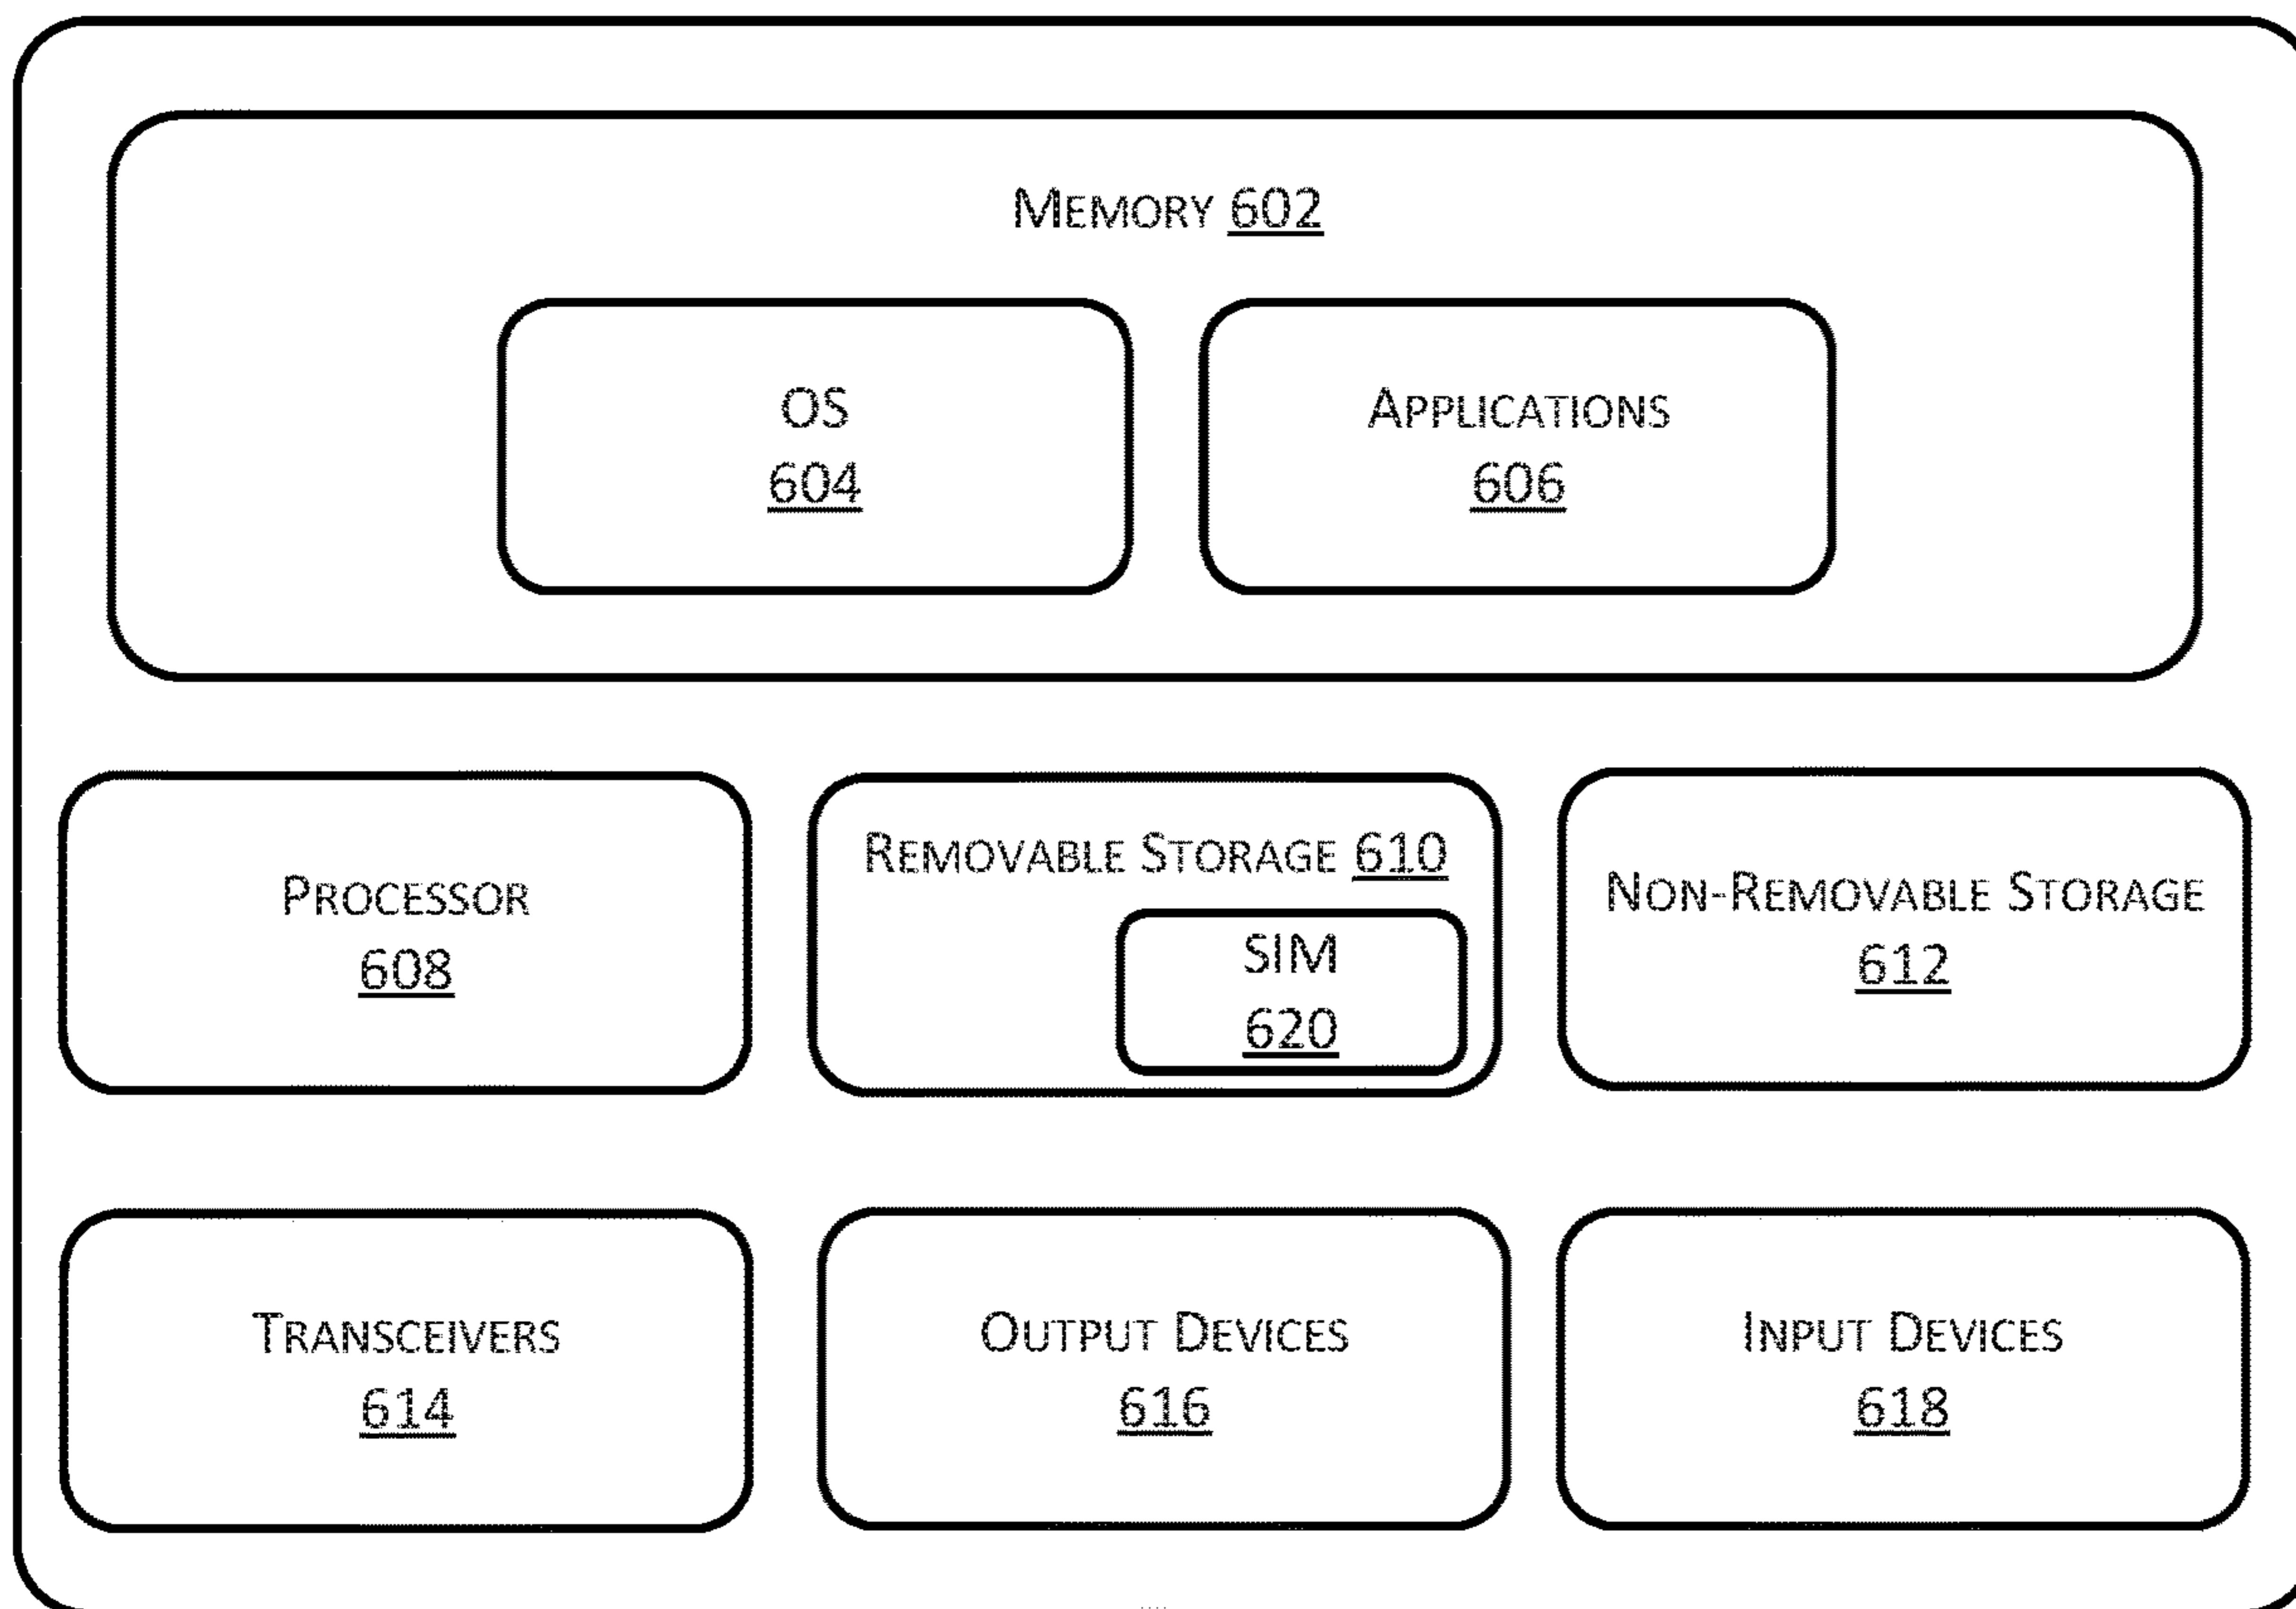 MEMORY 602
OS
604
APPLICATIONS
606
PROCESSOR
608
REMOVABLE STORAGE 610
SIM
620
NON-REMOVABLE STORAGE
612
TRANSCEIVERS
614
OUTPUT DEVICES
616
INPUT DEVICES
618